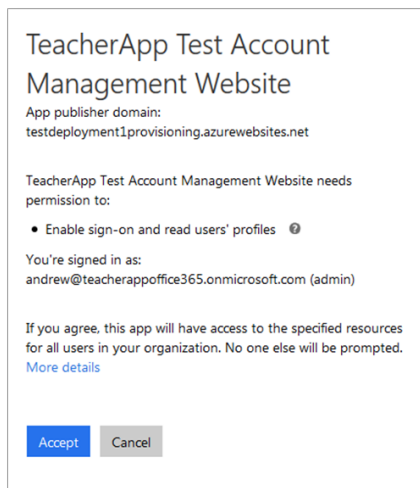 TeacherApp Test Account
Management Website
App publisher domain:
testdeployment1provisioning.azurewebsites.net
TeacherApp Test Account Management Website needs
permission to:
• Enable sign-on and read users' profiles ?
You're signed in as:
andrew@teacherappoffice365.onmicrosoft.com (admin)
If you agree, this app will have access to the specified resources
for all users in your organization. No one else will be prompted.
More details
Accept Cancel